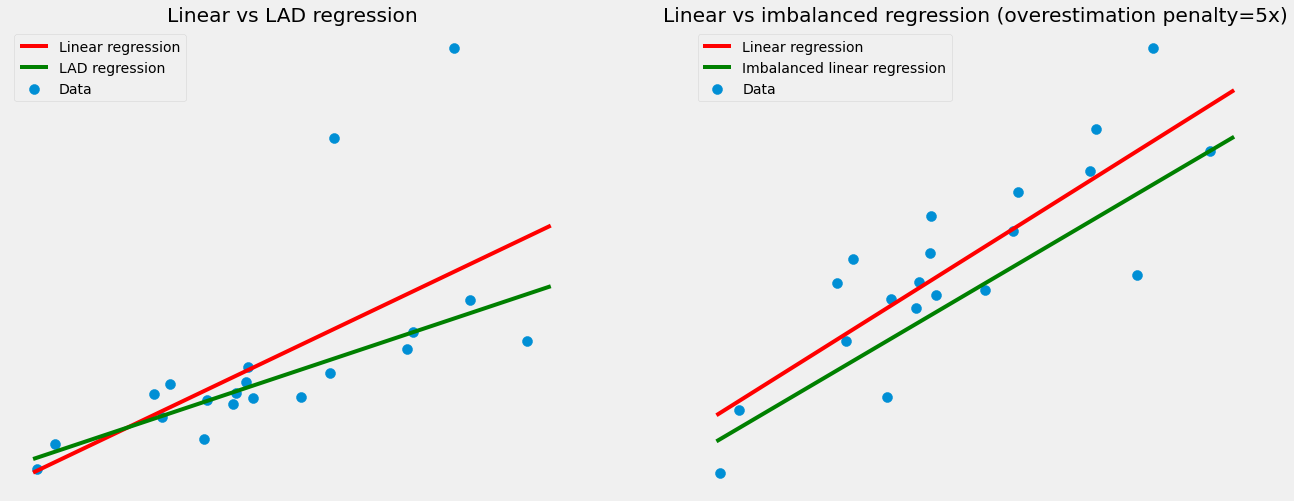 Linear vs LAD regression
Linear regression
LAD regression
Data
Linear vs imbalanced regression (overestimation penalty=5x)
Linear regression
Imbalanced linear regression
Data